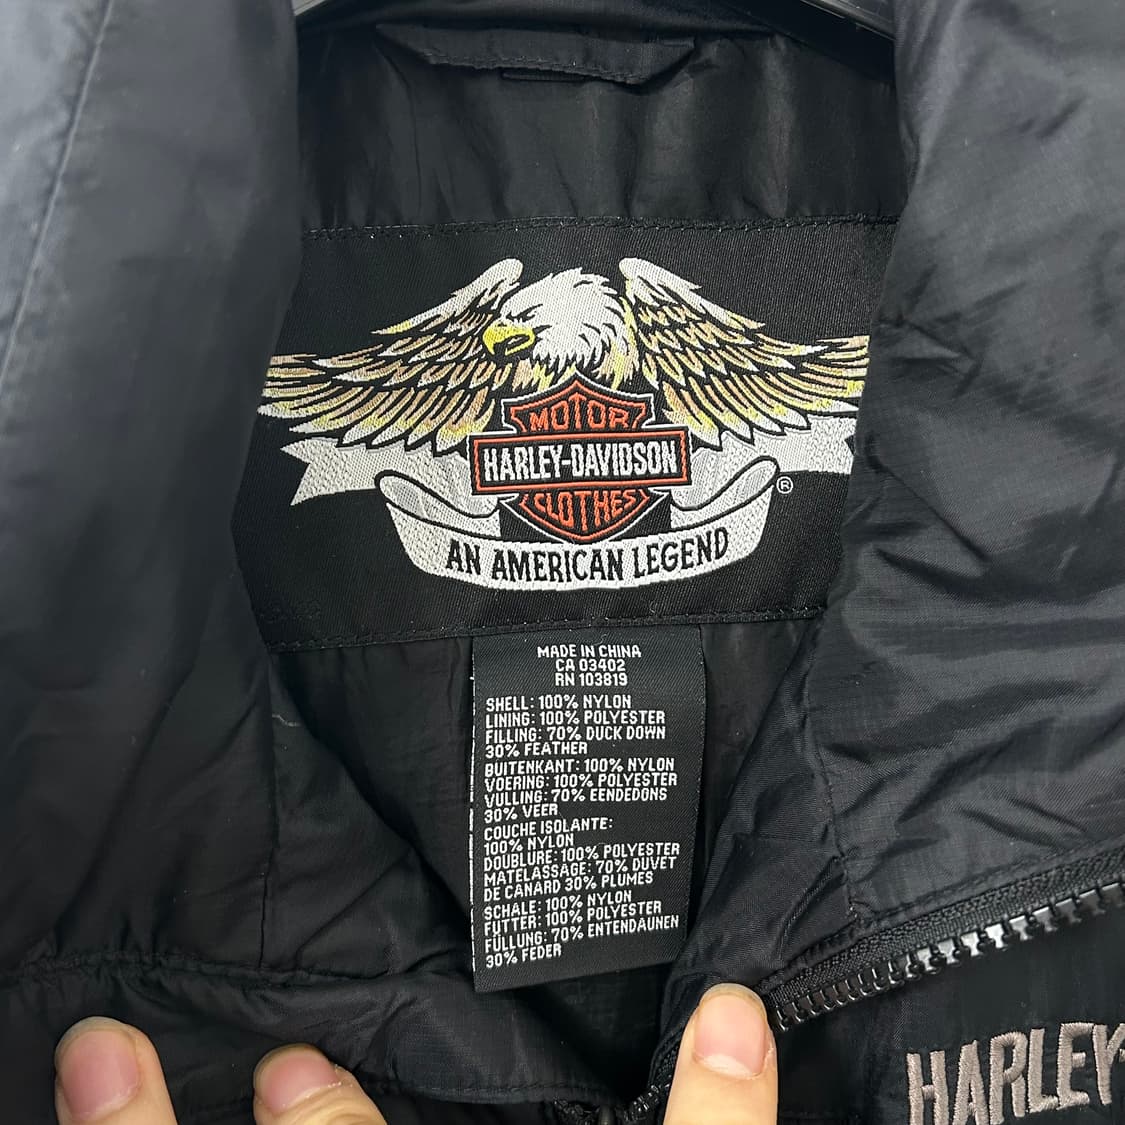 MOTOR
HARLEY-DAVIDSON
CLOTHES
®
AN AMERICAN LEGEND
MADE IN CHINA
CA 03402
RN 103819
SHELL: 100% NYLON
LINING: 100% POLYESTER
FILLING: 70% DUCK DOWN
30% FEATHER
BUITENKANT: 100% NYLON
VOERING: 100% POLYESTER
VULLING: 70% EENDEDONS
30% VEER
COUCHE ISOLANTE:
100% NYLON
DOUBLURE: 100% POLYESTER
MATELASSAGE: 70% DUVET
DE CANARD 30% PLUMES
SCHALE: 100% NYLON
FUTTER: 100% POLYESTER
FÜLLUNG: 70% ENTENDAUNEN
30% FEDER
HARLEY-